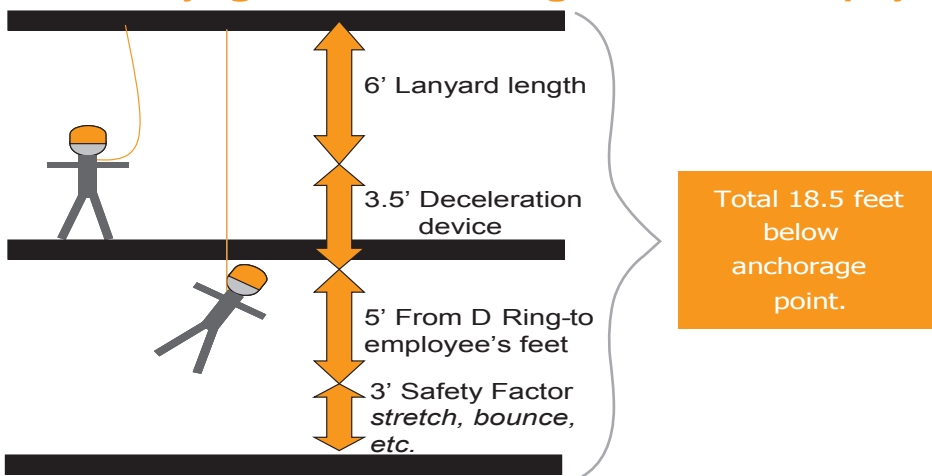 6’ Lanyard length
3.5’ Deceleration
device
5’ From D Ring-to
employee’s feet
3’ Safety Factor
stretch, bounce,
etc.
Total 18.5 feet
below
anchorage
point.